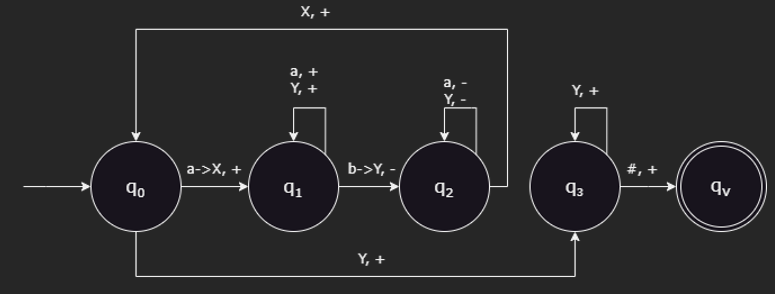 X, +
a, +
Y, +
a, -
Y, -
Y, +
a->X, +
b->Y, -
#, +
q0
q1
q2
q3
qv
Y, +